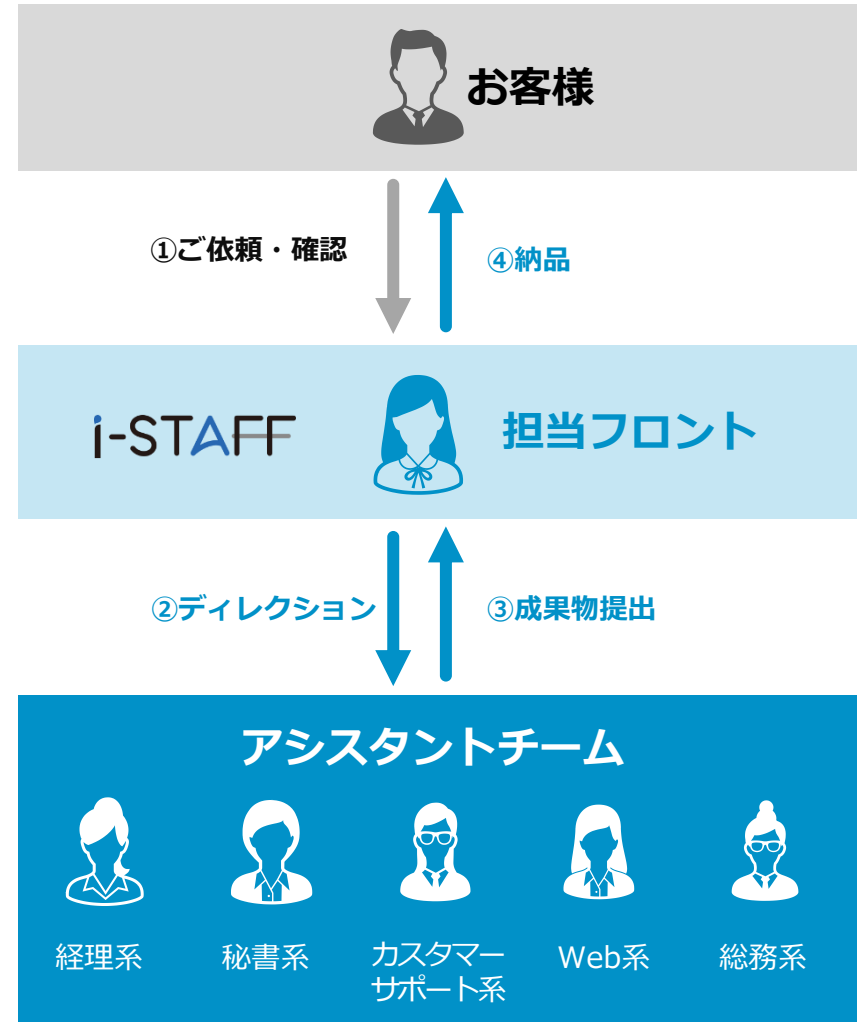 お客様
①ご依頼・確認
④納品
i-STAFF
担当フロント
②ディレクション
③成果物提出
アシスタントチーム
経理系
秘書系
カスタマー
サポート系
Web系
総務系